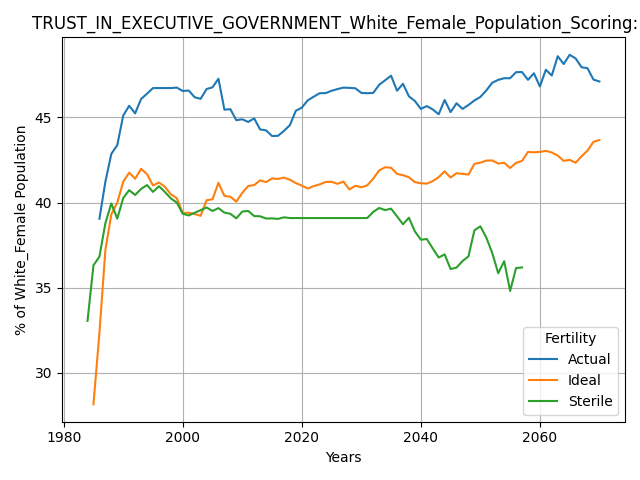 TRUST_IN_EXECUTIVE_GOVERNMENT_White_Female_Population_Scoring:
% of White_Female Population
45
40
35
30
1980 2000 2020 2040 2060
Years
Fertility
Actual
Ideal
Sterile